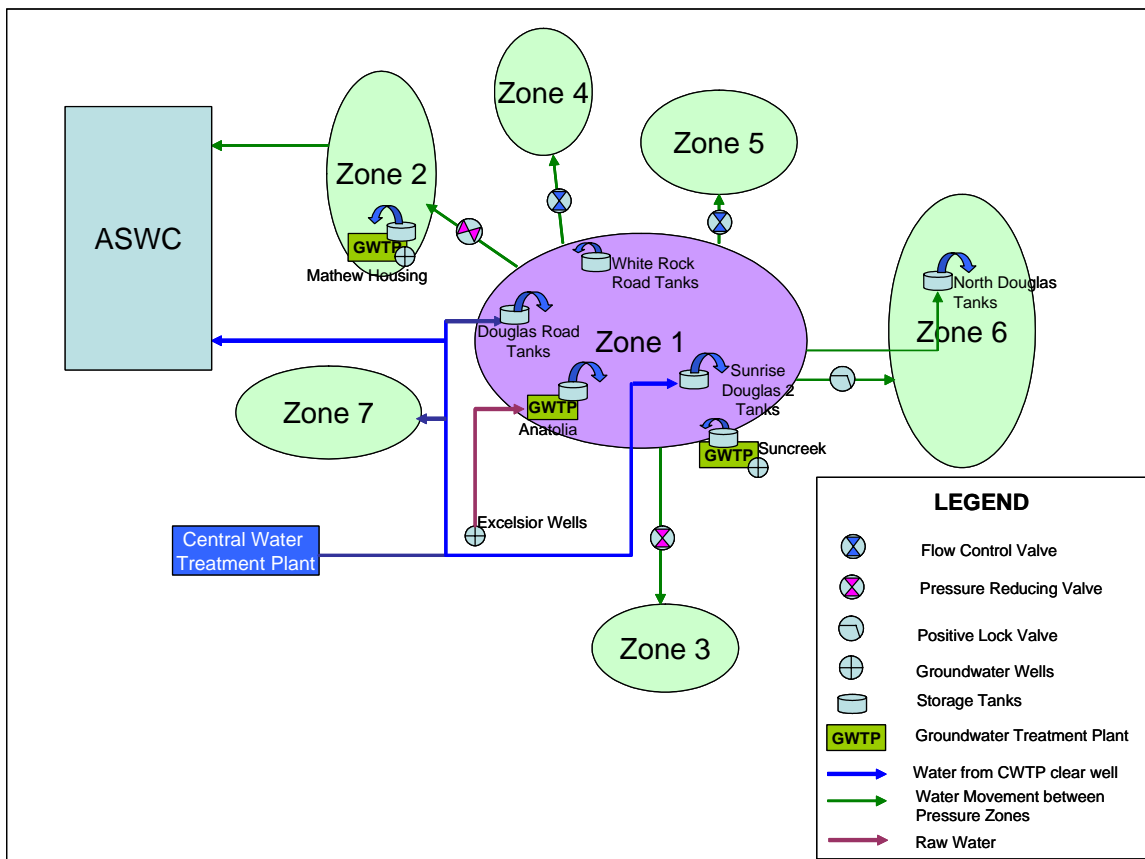 Zone 4
Zone 5
Zone 2
ASWC
GWTP
Mathew Housing
White Rock
Road Tanks
North Douglas
Tanks
Zone 6
Douglas Road
Tanks
Zone 1
Sunrise
Douglas 2
Tanks
Zone 7
GWTP
Anatolia
GWTP
Suncreek
Excelsior Wells
Central Water
Treatment Plant
Zone 3
LEGEND
Flow Control Valve
Pressure Reducing Valve
Positive Lock Valve
Groundwater Wells
Storage Tanks
GWTP
Groundwater Treatment Plant
Water from CWTP clear well
Water Movement between
Pressure Zones
Raw Water